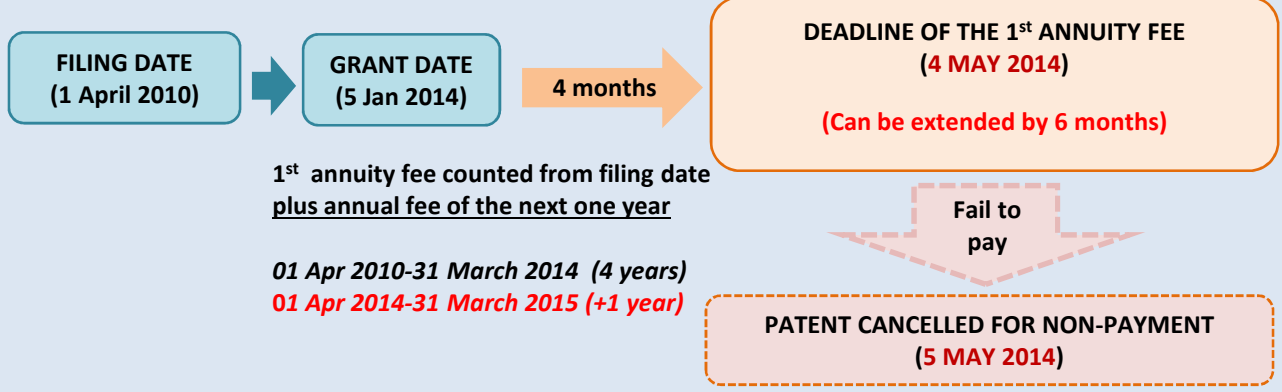 FILING DATE
(1 April 2010)
GRANT DATE
(5 Jan 2014)
4 months
DEADLINE OF THE 1st ANNUITY FEE
(4 MAY 2014)
(Can be extended by 6 months)
1st annuity fee counted from filing date
plus annual fee of the next one year
01 Apr 2010-31 March 2014 (4 years)
01 Apr 2014-31 March 2015 (+1 year)
Fail to
pay
PATENT CANCELLED FOR NON-PAYMENT
(5 MAY 2014)